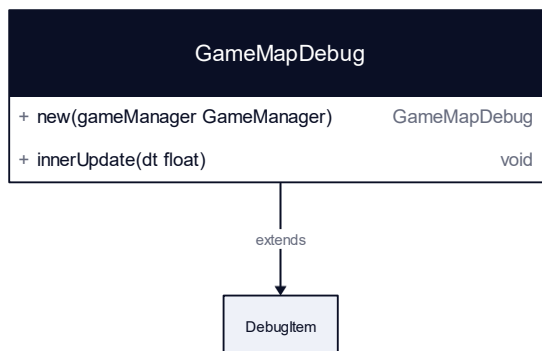 GameMapDebug
+ new(gameManager GameManager) GameMapDebug
+ innerUpdate(dt float) void
extends
DebugItem